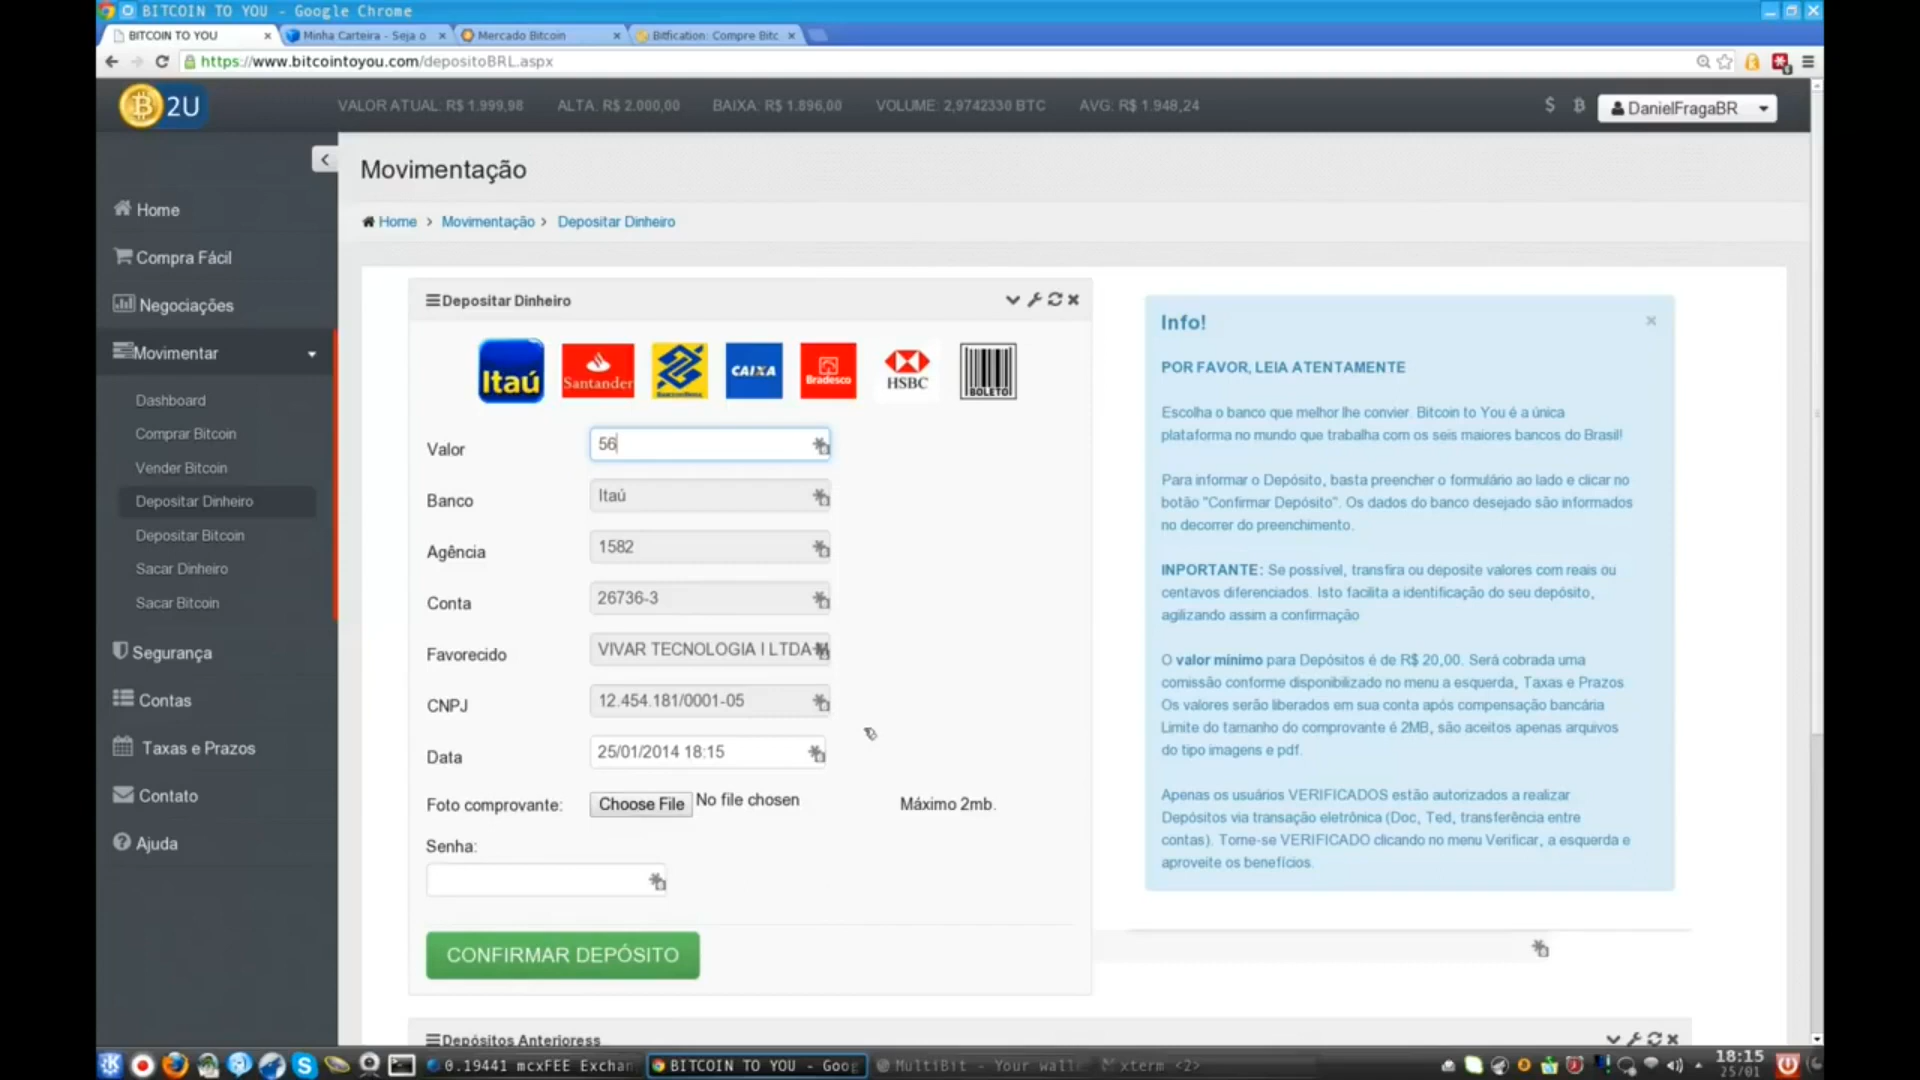 BITCOIN TO YOU - Google Chrome
BITCOIN TO YOU
Minha Carteira - Seja o
Mercado Bitcoin
Bitfication: Compre Bitc
https://www.bitcointoyou.com/depositoBRL.aspx
2U
VALOR ATUAL: R$ 1.999,98
ALTA: R$ 2.000,00
BAIXA: R$ 1.896,00
VOLUME: 2,9742330 BTC
AVG: R$ 1.948,24
DanielFragaBR
Home
Compra Fácil
Negociações
Movimentar
Dashboard
Comprar Bitcoin
Vender Bitcoin
Depositar Dinheiro
Depositar Bitcoin
Sacar Dinheiro
Sacar Bitcoin
Segurança
Contas
Taxas e Prazos
Contato
Ajuda
Movimentação
Home > Movimentação > Depositar Dinheiro
Depositar Dinheiro
Itaú
Santander
CAIXA
Bradesco
HSBC
BOLETO
Valor 56
Banco Itaú
Agência 1582
Conta 26736-3
Favorecido VIVAR TECNOLOGIA I LTDA
CNPJ 12.454.181/0001-05
Data 25/01/2014 18:15
Foto comprovante: Choose File No file chosen Máximo 2mb.
Senha:
CONFIRMAR DEPÓSITO
Info!
POR FAVOR, LEIA ATENTAMENTE
Escolha o banco que melhor lhe convier. Bitcoin to You é a única
plataforma no mundo que trabalha com os seis maiores bancos do Brasil!
Para informar o Depósito, basta preencher o formulário ao lado e clicar no
botão "Confirmar Depósito". Os dados do banco desejado são informados
no decorrer do preenchimento.
INPORTANTE: Se possível, transfira ou deposite valores com reais ou
centavos diferenciados. Isto facilita a identificação do seu depósito,
agilizando assim a confirmação
O valor mínimo para Depósitos é de R$ 20,00. Será cobrada uma
comissão conforme disponibilizado no menu a esquerda, Taxas e Prazos
Os valores serão liberados em sua conta após compensação bancária
Limite do tamanho do comprovante é 2MB, são aceitos apenas arquivos
do tipo imagens e pdf.
Apenas os usuários VERIFICADOS estão autorizados a realizar
Depósitos via transação eletrônica (Doc, Ted, transferência entre
contas). Torne-se VERIFICADO clicando no menu Verificar, a esquerda e
aproveite os benefícios.
Depósitos Anterioress
0.19441 mcxFEE Exchan
BITCOIN TO YOU - Goog
MultiBit - Your wall
xterm <2>
18:15
25/01